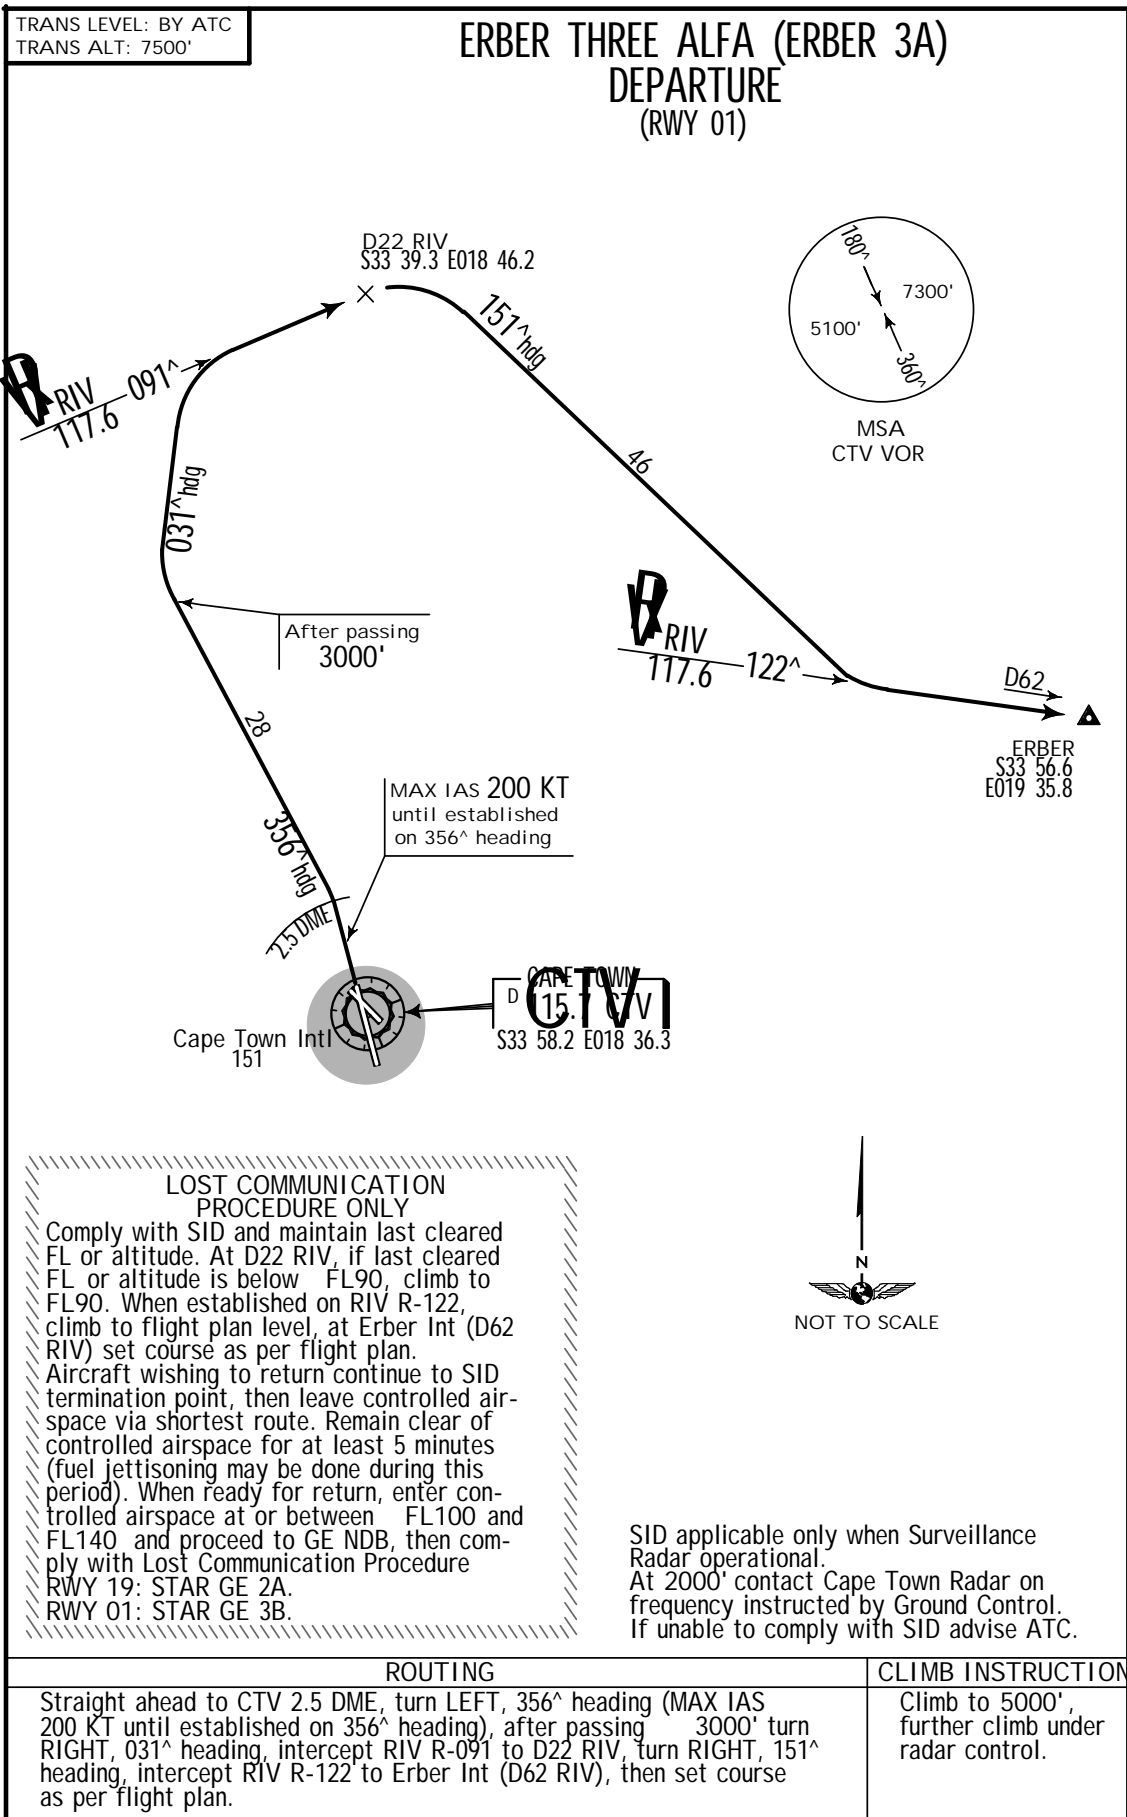 TRANS LEVEL: BY ATC
TRANS ALT: 7500'
ERBER THREE ALFA (ERBER 3A)
DEPARTURE
(RWY 01)
D22 RIV
S33 39.3 E018 46.2
180^
7300'
5100'
360^
MSA
CTV VOR
151^hdg
RIV
117.6
091^
46
031^hdg
After passing
3000'
RIV
117.6
122^
D62
ERBER
S33 56.6
E019 35.8
28
MAX IAS 200 KT
until established
on 356^ heading
356^hdg
2.5 DME
CAPE TOWN
D 115.7 CTV
CTV
S33 58.2 E018 36.3
Cape Town Intl
151
LOST COMMUNICATION
PROCEDURE ONLY
Comply with SID and maintain last cleared
FL or altitude. At D22 RIV, if last cleared
FL or altitude is below FL90, climb to
FL90. When established on RIV R-122,
climb to flight plan level, at Erber Int (D62
RIV) set course as per flight plan.
Aircraft wishing to return continue to SID
termination point, then leave controlled air-
space via shortest route. Remain clear of
controlled airspace for at least 5 minutes
(fuel jettisoning may be done during this
period). When ready for return, enter con-
trolled airspace at or between FL100 and
FL140 and proceed to GE NDB, then com-
ply with Lost Communication Procedure
RWY 19: STAR GE 2A.
RWY 01: STAR GE 3B.
N
NOT TO SCALE
SID applicable only when Surveillance
Radar operational.
At 2000' contact Cape Town Radar on
frequency instructed by Ground Control.
If unable to comply with SID advise ATC.
ROUTING
Straight ahead to CTV 2.5 DME, turn LEFT, 356^ heading (MAX IAS
200 KT until established on 356^ heading), after passing 3000' turn
RIGHT, 031^ heading, intercept RIV R-091 to D22 RIV, turn RIGHT, 151^
heading, intercept RIV R-122 to Erber Int (D62 RIV), then set course
as per flight plan.
CLIMB INSTRUCTION
Climb to 5000',
further climb under
radar control.